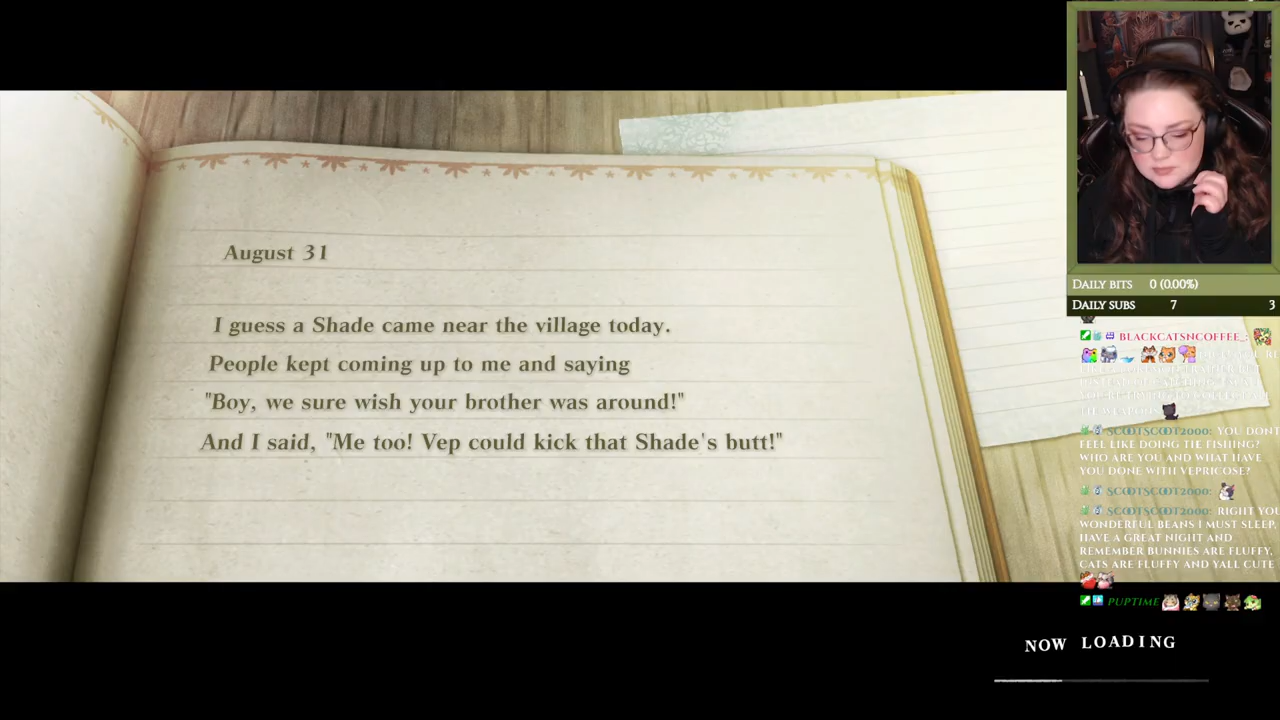 August 31
I guess a Shade came near the village today.
People kept coming up to me and saying
"Boy, we sure wish your brother was around!"
And I said, "Me too! Vep could kick that Shade's butt!"
NOW LOADING
DAILY BITS 0 (0.00%)
DAILY SUBS 7 3
BLACKCATSNCOFFEE_:
SCOOTSCOOT2000: YOU DONT
FEEL LIKE DOING TIE FISHING?
WHO ARE YOU AND WHAT HAVE
YOU DONE WITH VEPRICOSE?
SCOOTSCOOT2000:
SCOOTSCOOT2000: RIGHT YOU
WONDERFUL BEANS I MUST SLEEP,
HAVE A GREAT NIGHT AND
REMEMBER BUNNIES ARE FLUFFY,
CATS ARE FLUFFY AND YALL CUTE
PUPTIME